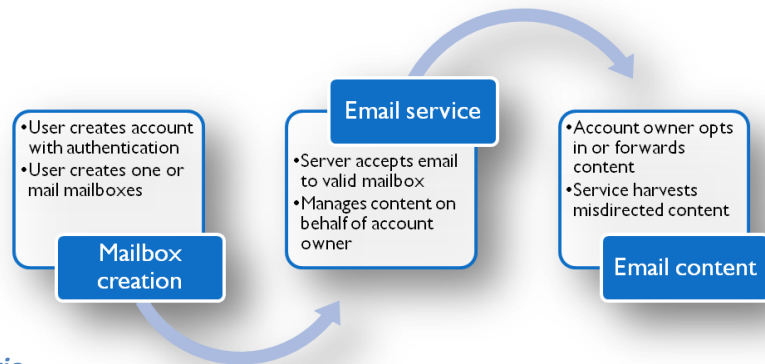 •User creates account
with authentication
•User creates one or
mail mailboxes
Mailbox
creation
Email service
•Server accepts email
to valid mailbox
•Manages content on
behalf of account
owner
•Account owner opts
in or forwards
content
•Service harvests
misdirected content
Email content